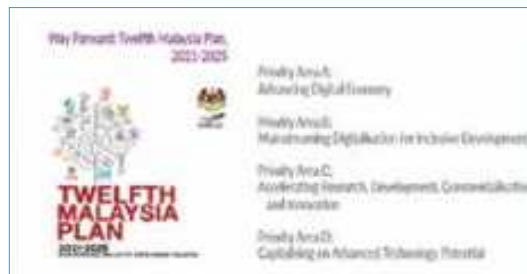 Way Forward: Twelfth Malaysia Plan,
2021-2025
TWELFTH
MALAYSIA
PLAN
2021-2025
Priority Area A:
Advancing Digital Economy
Priority Area B:
Mainstreaming Digitalisation for Inclusive Development
Priority Area C:
Accelerating Research, Development, Commercialisation
and Innovation
Priority Area D:
Capitalising on Advanced Technology Potential